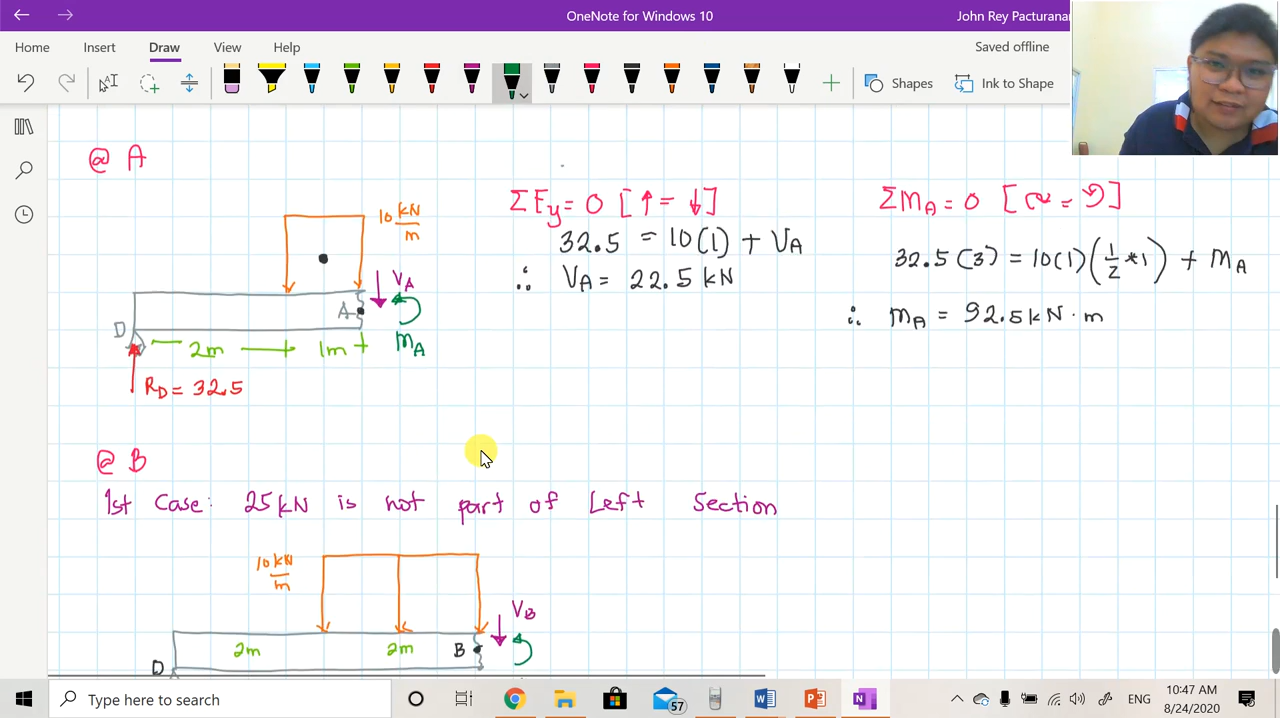 OneNote for Windows 10
John Rey Pacturanan
Home Insert Draw View Help
Saved offline
Shapes
Ink to Shape
@ A
10 kN/m
VA
A
MA
D
2m
1m
RD = 32.5
ΣFy = 0 [↑ = ↓]
32.5 = 10(1) + VA
∴ VA = 22.5 kN
ΣMA = 0 [↷ = ↶]
32.5 (3) = 10(1)(1/2 * 1) + MA
∴ MA = 92.5 kN · m
@ B
1st Case: 25 kN is not part of Left Section
10 kN/m
VB
2m
2m
B
D
Type here to search
57
ENG
10:47 AM
8/24/2020